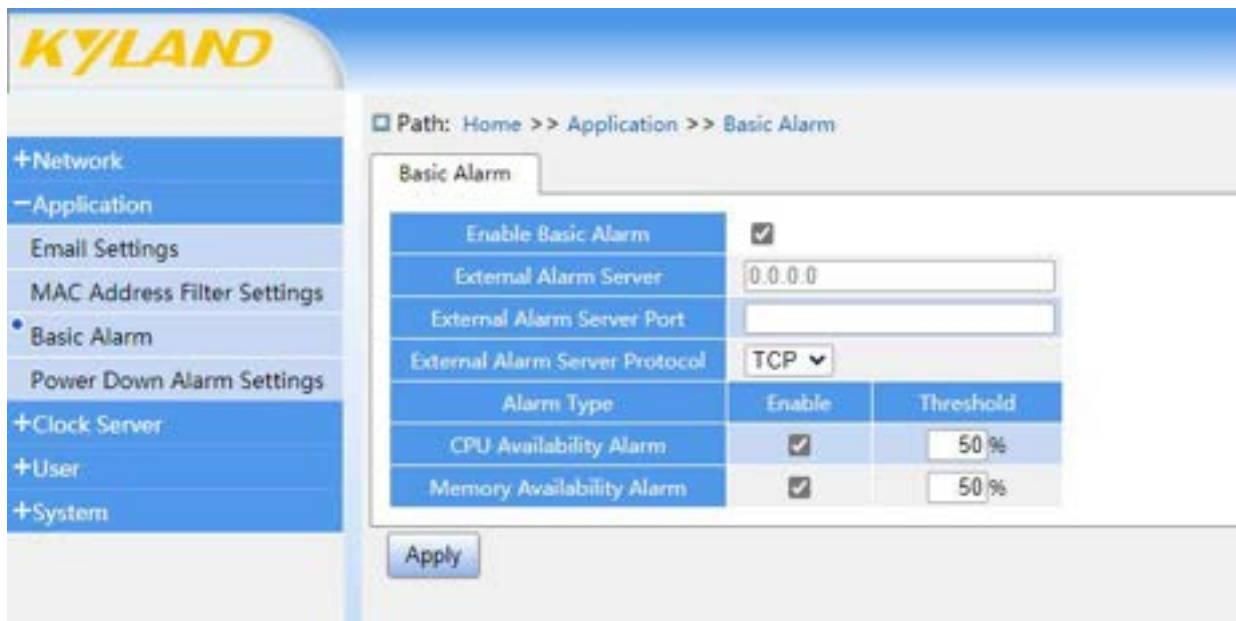 KYLAND
Path: Home >> Application >> Basic Alarm
+Network
−Application
Email Settings
MAC Address Filter Settings
Basic Alarm
Power Down Alarm Settings
+Clock Server
+User
+System
Basic Alarm
Enable Basic Alarm
External Alarm Server 0.0.0.0
External Alarm Server Port
External Alarm Server Protocol TCP
Alarm Type Enable Threshold
CPU Availability Alarm 50 %
Memory Availability Alarm 50 %
Apply